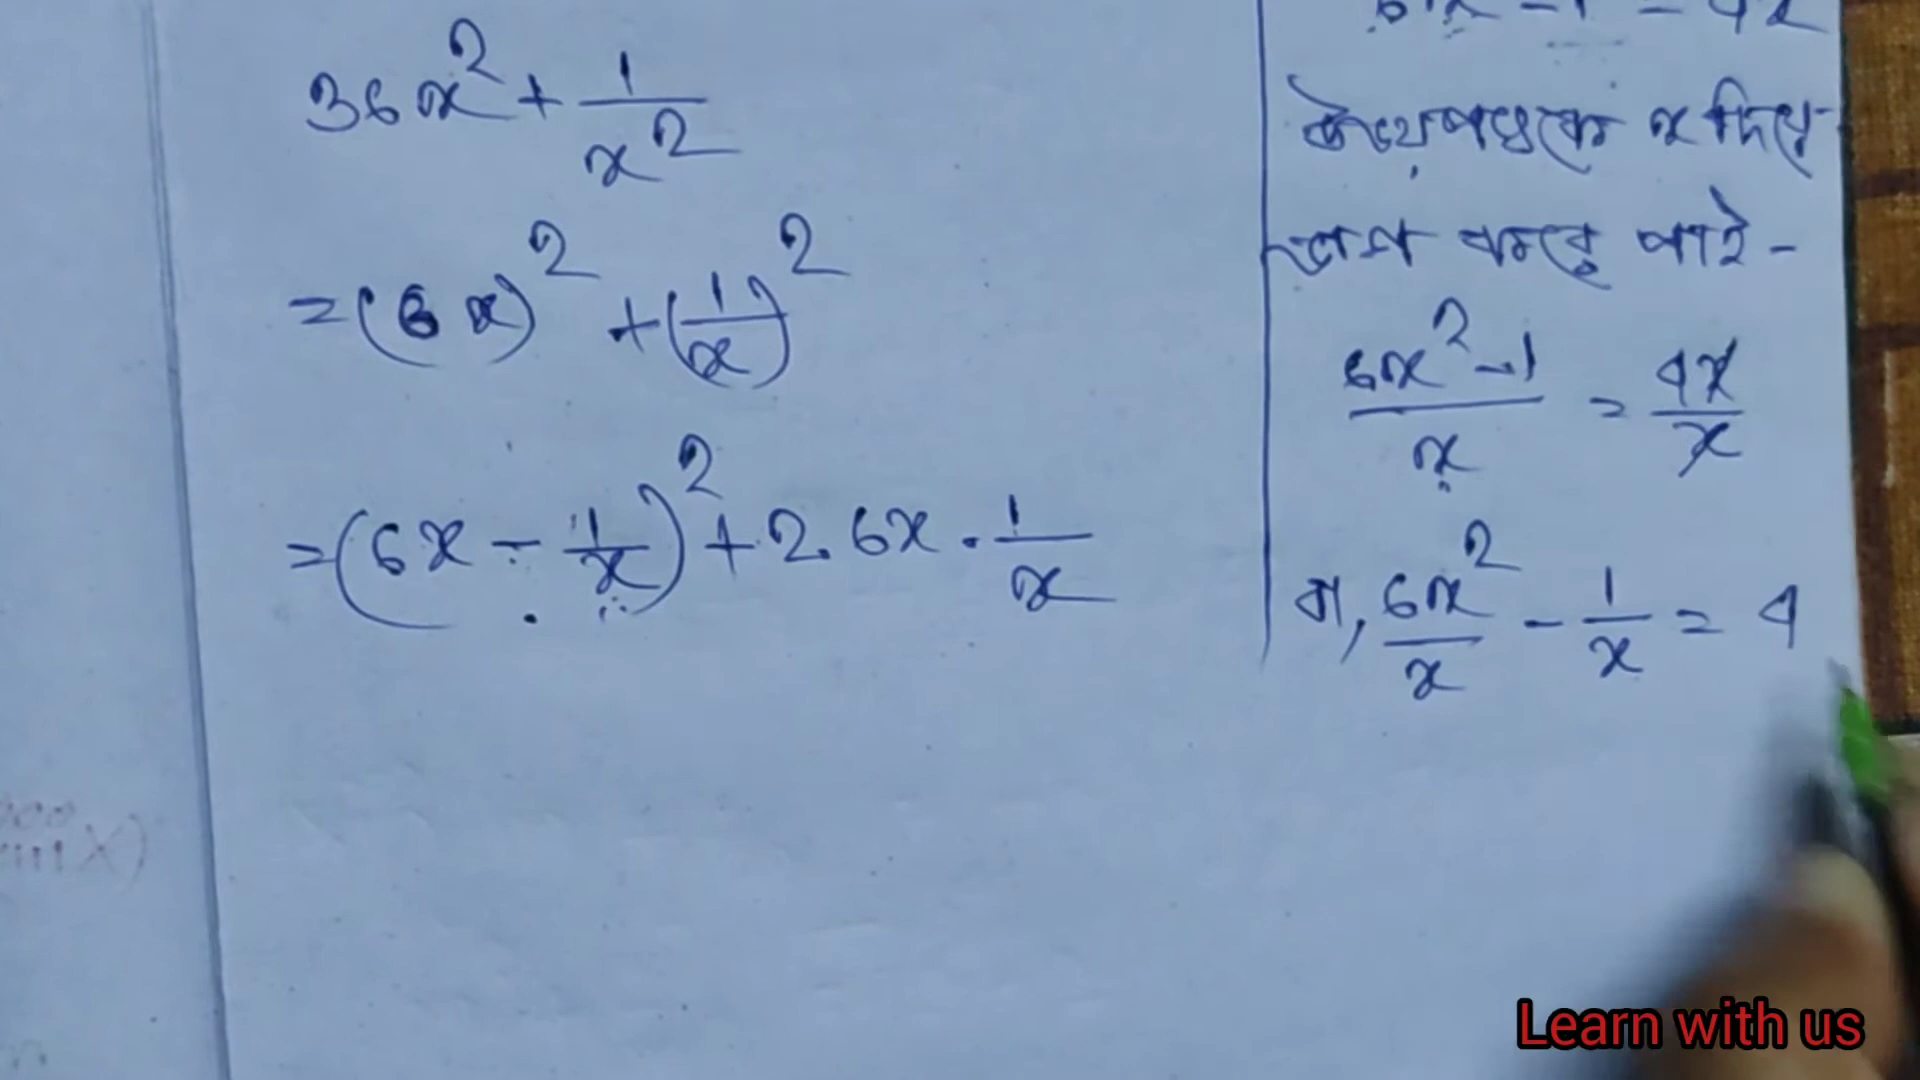 36x² + 1/x²
= (6x)² + (1/x)²
= (6x - 1/x)² + 2. 6x . 1/x
উভয়পক্ষকে x দিয়ে
ভাগ করে পাই -
6x² - 1/x = 4x/x
বা, 6x²/x - 1/x = 4
Learn with us